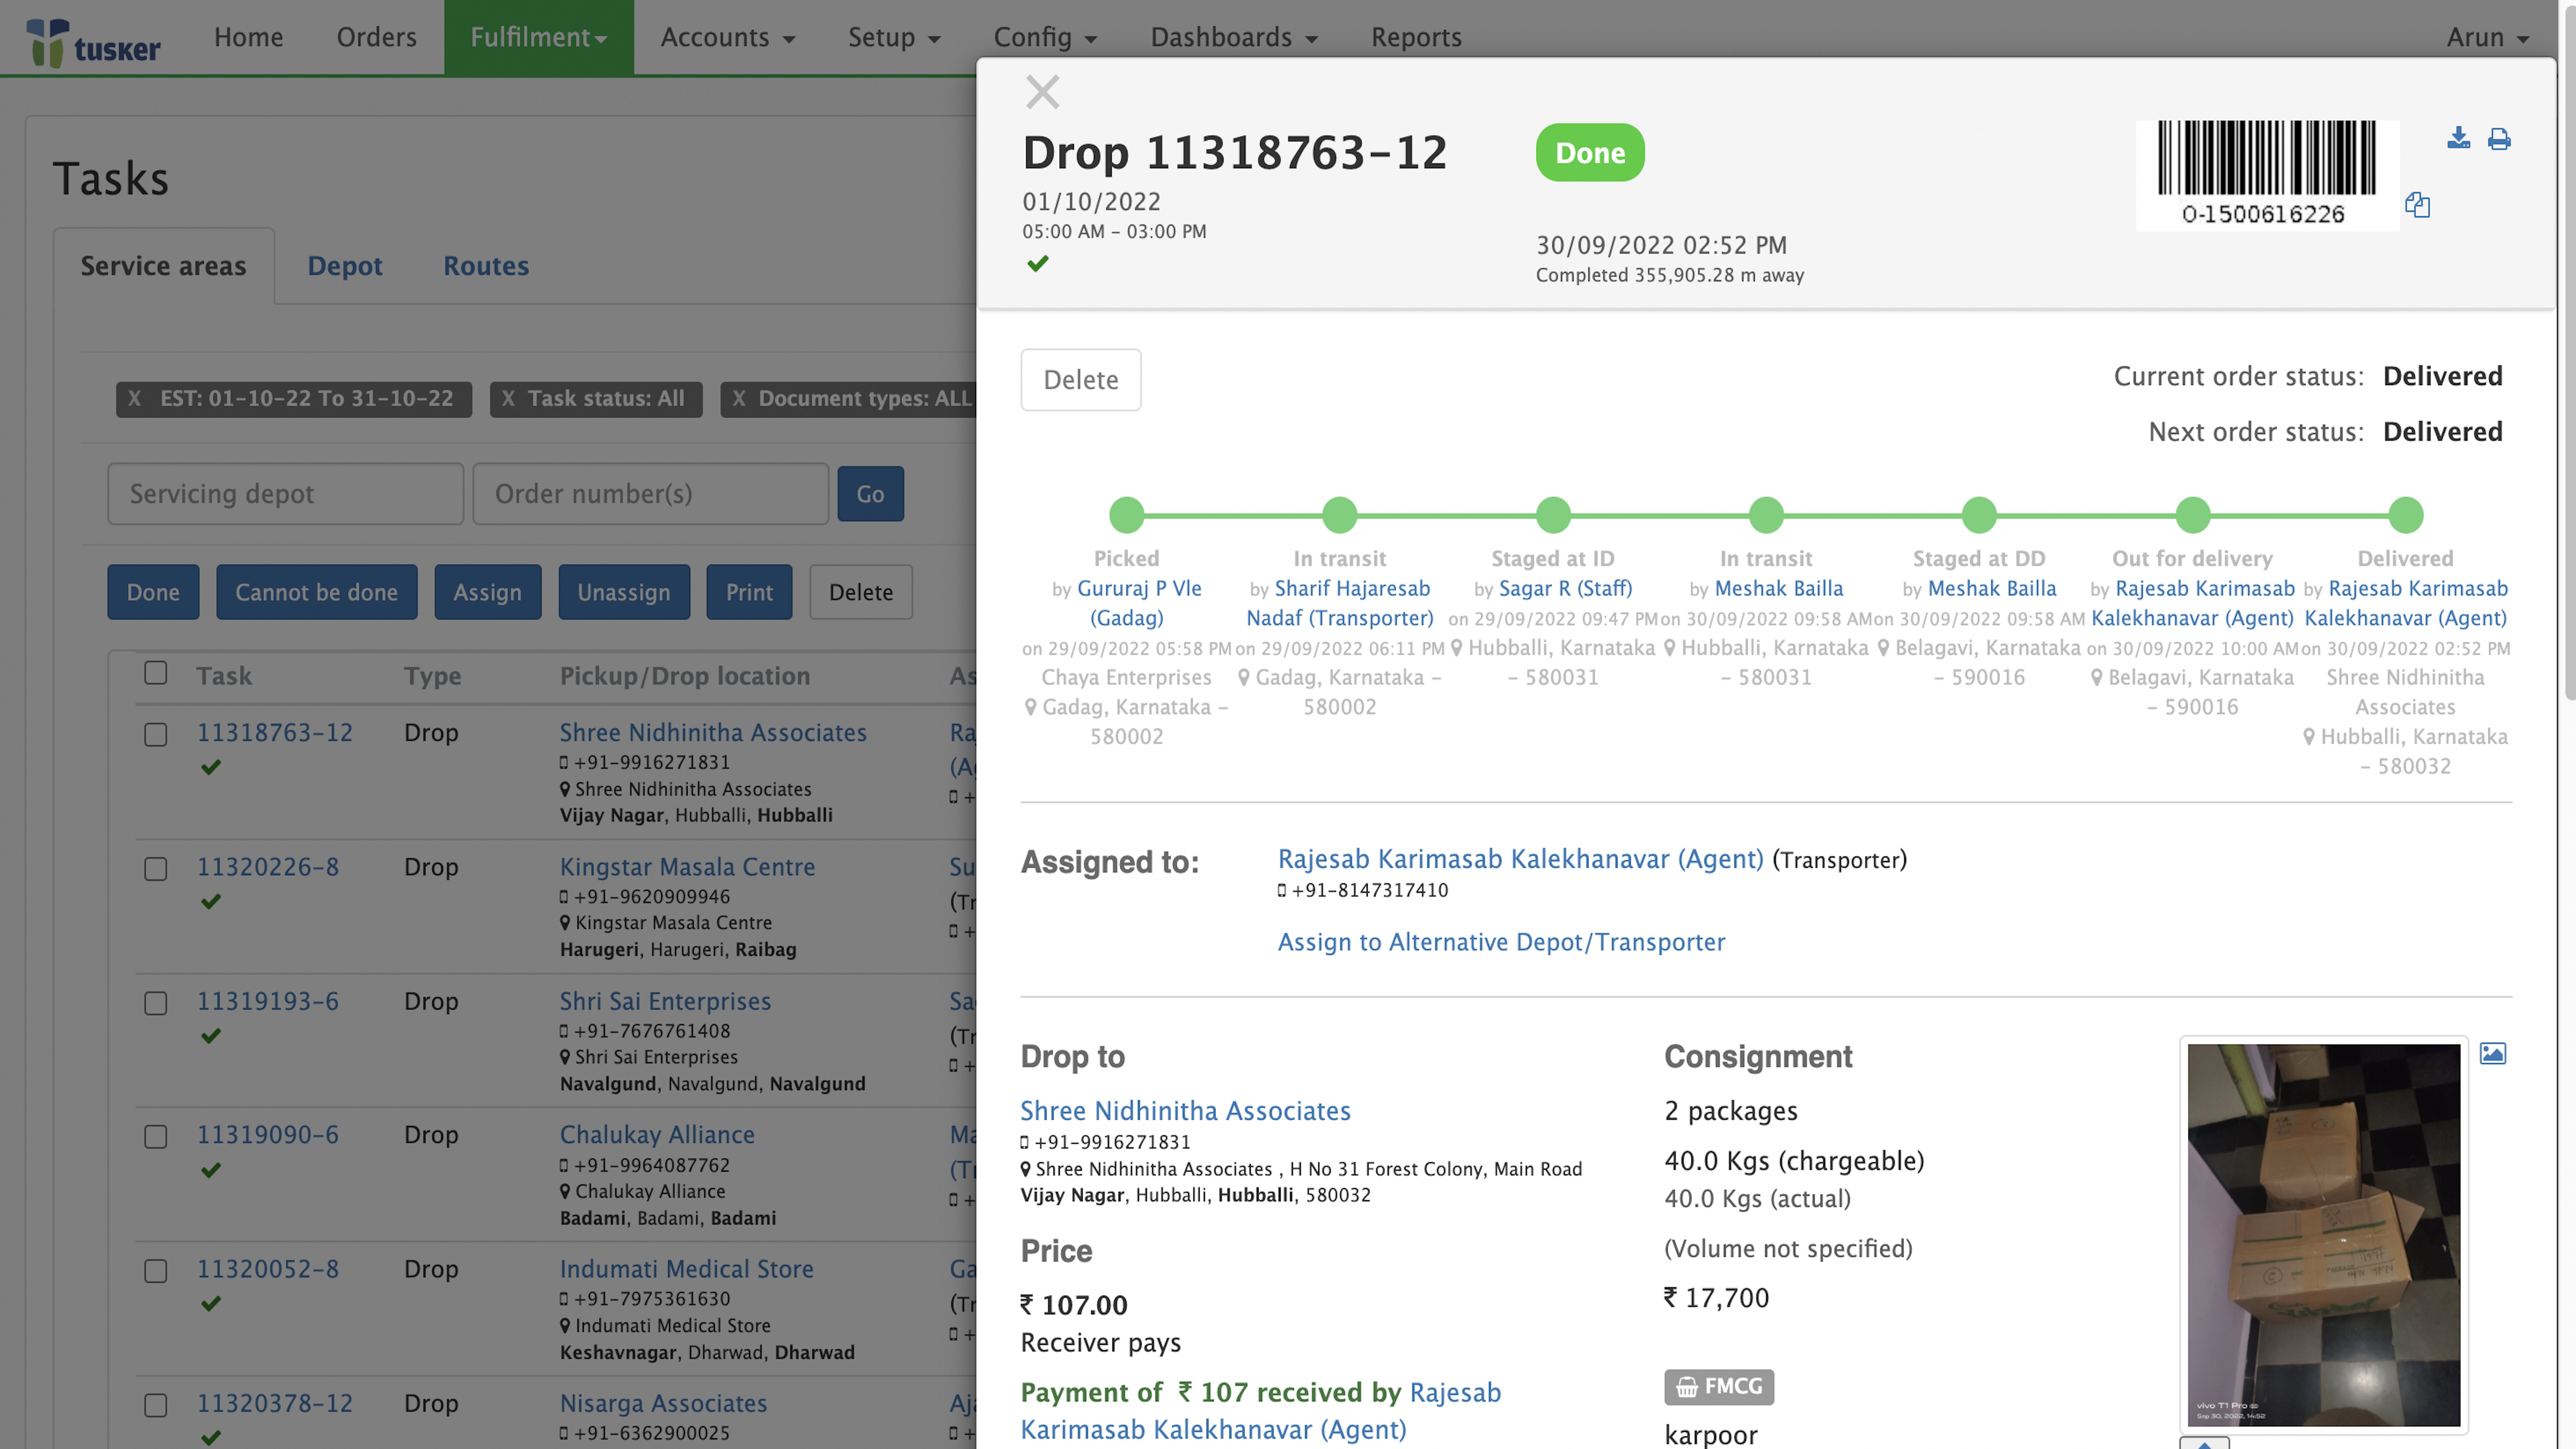 tusker
Home
Orders
Fulfilment
Accounts
Setup
Config
Dashboards
Reports
Arun
Tasks
Service areas
Depot
Routes
X EST: 01-10-22 To 31-10-22
X Task status: All
X Document types: ALL
Servicing depot
Order number(s)
Go
Done
Cannot be done
Assign
Unassign
Print
Delete
Task
Type
Pickup/Drop location
As
11318763-12
Drop
Shree Nidhinitha Associates
+91-9916271831
Shree Nidhinitha Associates
Vijay Nagar, Hubballi, Hubballi
Ra
(Ag
+
11320226-8
Drop
Kingstar Masala Centre
+91-9620909946
Kingstar Masala Centre
Harugeri, Harugeri, Raibag
Su
(Tr
+
11319193-6
Drop
Shri Sai Enterprises
+91-7676761408
Shri Sai Enterprises
Navalgund, Navalgund, Navalgund
Sa
(Tr
+
11319090-6
Drop
Chalukay Alliance
+91-9964087762
Chalukay Alliance
Badami, Badami, Badami
Ma
(Tr
+
11320052-8
Drop
Indumati Medical Store
+91-7975361630
Indumati Medical Store
Keshavnagar, Dharwad, Dharwad
Ga
(Tr
+
11320378-12
Drop
Nisarga Associates
+91-6362900025
Aja
+
Drop 11318763-12
01/10/2022
05:00 AM - 03:00 PM
Done
30/09/2022 02:52 PM
Completed 355,905.28 m away
O-1500616226
Delete
Current order status: Delivered
Next order status: Delivered
Picked
by Gururaj P Vle
(Gadag)
on 29/09/2022 05:58 PM
Chaya Enterprises
Gadag, Karnataka -
580002
In transit
by Sharif Hajaresab
Nadaf (Transporter)
on 29/09/2022 06:11 PM
Gadag, Karnataka -
580002
Staged at ID
by Sagar R (Staff)
on 29/09/2022 09:47 PM
Hubballi, Karnataka
- 580031
In transit
by Meshak Bailla
on 30/09/2022 09:58 AM
Hubballi, Karnataka
- 580031
Staged at DD
by Meshak Bailla
on 30/09/2022 09:58 AM
Belagavi, Karnataka
- 590016
Out for delivery
by Rajesab Karimasab
Kalekhanavar (Agent)
on 30/09/2022 10:00 AM
Belagavi, Karnataka
- 590016
Delivered
by Rajesab Karimasab
Kalekhanavar (Agent)
on 30/09/2022 02:52 PM
Shree Nidhinitha
Associates
Hubballi, Karnataka
- 580032
Assigned to:
Rajesab Karimasab Kalekhanavar (Agent) (Transporter)
+91-8147317410
Assign to Alternative Depot/Transporter
Drop to
Shree Nidhinitha Associates
+91-9916271831
Shree Nidhinitha Associates , H No 31 Forest Colony, Main Road
Vijay Nagar, Hubballi, Hubballi, 580032
Price
₹ 107.00
Receiver pays
Payment of ₹ 107 received by Rajesab
Karimasab Kalekhanavar (Agent)
Consignment
2 packages
40.0 Kgs (chargeable)
40.0 Kgs (actual)
(Volume not specified)
₹ 17,700
FMCG
karpoor
vivo T1 Pro
Sep 30, 2022, 14:52